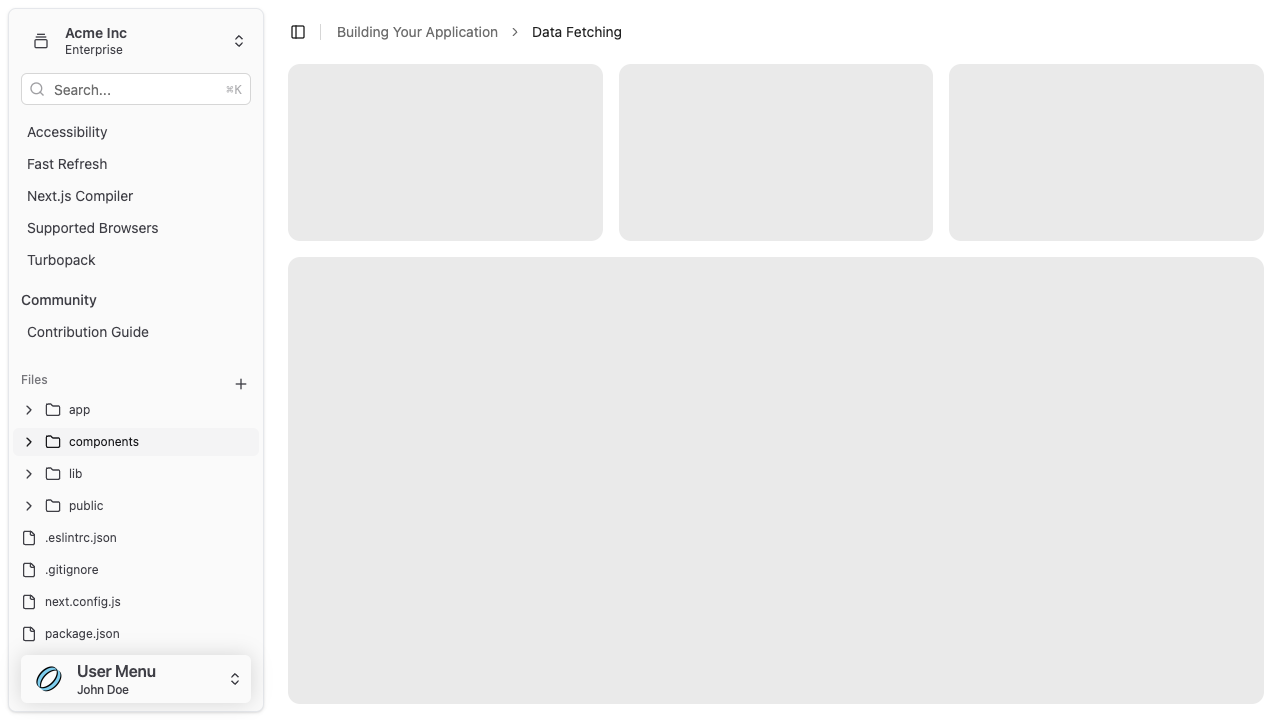 Acme Inc
Enterprise
Search... ⌘K
Accessibility
Fast Refresh
Next.js Compiler
Supported Browsers
Turbopack
Community
Contribution Guide
Files
app
components
lib
public
.eslintrc.json
.gitignore
next.config.js
package.json
User Menu
John Doe
Building Your Application
Data Fetching